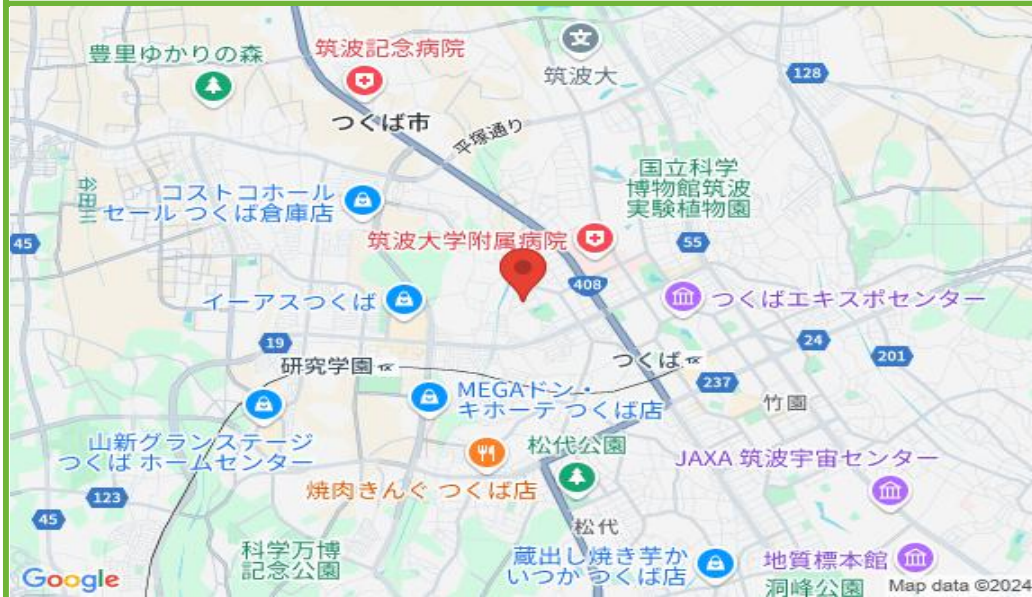 豊里ゆかりの森
筑波記念病院
筑波大
128
つくば市
平塚通り
谷田川
コストコホール
セール つくば倉庫店
国立科学
博物館筑波
実験植物園
45
筑波大学附属病院
55
408
イーアスつくば
つくばエキスポセンター
19
研究学園
つくば
24
201
237
MEGAドン・
キホーテ つくば店
竹園
山新グランステージ
つくば ホームセンター
松代公園
JAXA 筑波宇宙センター
焼肉きんぐ つくば店
123
45
松代
科学万博
記念公園
蔵出し焼き芋か
いつか つくば店
地質標本館
洞峰公園
Google
Map data ©2024